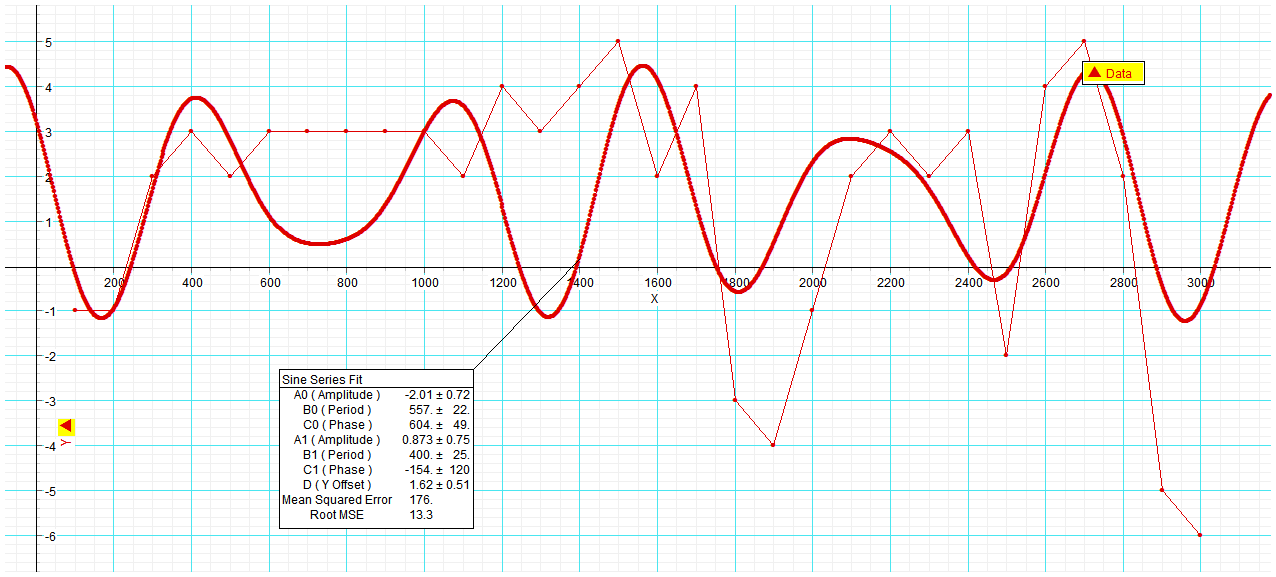 5
4
Data
3
2
1
200 400 600 800 1000 1200 1400 1600 1800 2000 2200 2400 2600 2800 3000
X
-1
-2
Sine Series Fit
A0 ( Amplitude ) -2.01 ± 0.72
-3
B0 ( Period ) 557. ± 22.
C0 ( Phase ) 604. ± 49.
Y
A1 ( Amplitude ) 0.873 ± 0.75
-4
B1 ( Period ) 400. ± 25.
C1 ( Phase ) -154. ± 120
D ( Y Offset ) 1.62 ± 0.51
-5
Mean Squared Error 176.
Root MSE 13.3
-6